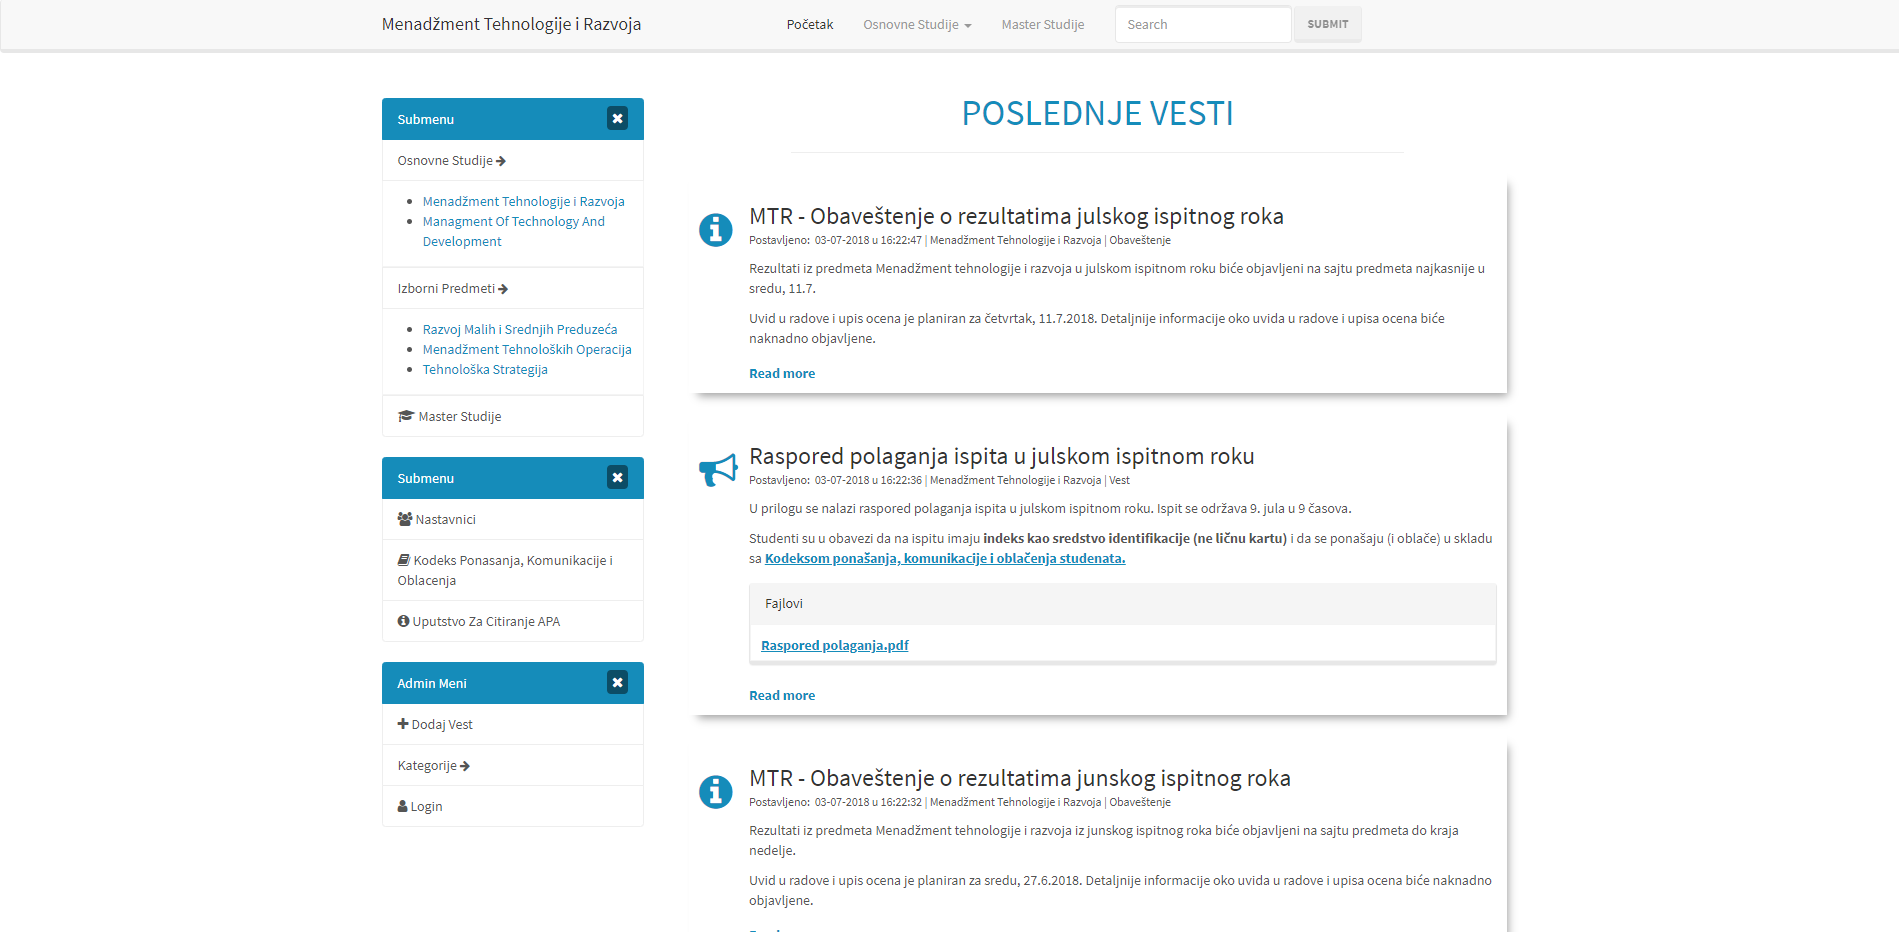 Menadžment Tehnologije i Razvoja
Početak
Osnovne Studije
Master Studije
Search
SUBMIT
Submenu
Osnovne Studije
Menadžment Tehnologije i Razvoja
Managment Of Technology And
Development
Izborni Predmeti
Razvoj Malih i Srednjih Preduzeća
Menadžment Tehnoloških Operacija
Tehnološka Strategija
Master Studije
Submenu
Nastavnici
Kodeks Ponasanja, Komunikacije i
Oblacenja
Uputstvo Za Citiranje APA
Admin Meni
Dodaj Vest
Kategorije
Login
POSLEDNJE VESTI
MTR - Obaveštenje o rezultatima julskog ispitnog roka
Postavljeno: 03-07-2018 u 16:22:47 | Menadžment Tehnologije i Razvoja | Obaveštenje
Rezultati iz predmeta Menadžment tehnologije i razvoja u julskom ispitnom roku biće objavljeni na sajtu predmeta najkasnije u
sredu, 11.7.
Uvid u radove i upis ocena je planiran za četvrtak, 11.7.2018. Detaljnije informacije oko uvida u radove i upisa ocena biće
naknadno objavljene.
Read more
Raspored polaganja ispita u julskom ispitnom roku
Postavljeno: 03-07-2018 u 16:22:36 | Menadžment Tehnologije i Razvoja | Vest
U prilogu se nalazi raspored polaganja ispita u julskom ispitnom roku. Ispit se održava 9. jula u 9 časova.
Studenti su u obavezi da na ispitu imaju indeks kao sredstvo identifikacije (ne ličnu kartu) i da se ponašaju (i oblače) u skladu
sa Kodeksom ponašanja, komunikacije i oblačenja studenata.
Fajlovi
Raspored polaganja.pdf
Read more
MTR - Obaveštenje o rezultatima junskog ispitnog roka
Postavljeno: 03-07-2018 u 16:22:32 | Menadžment Tehnologije i Razvoja | Obaveštenje
Rezultati iz predmeta Menadžment tehnologije i razvoja iz junskog ispitnog roka biće objavljeni na sajtu predmeta do kraja
nedelje.
Uvid u radove i upis ocena je planiran za sredu, 27.6.2018. Detaljnije informacije oko uvida u radove i upisa ocena biće naknadno
objavljene.